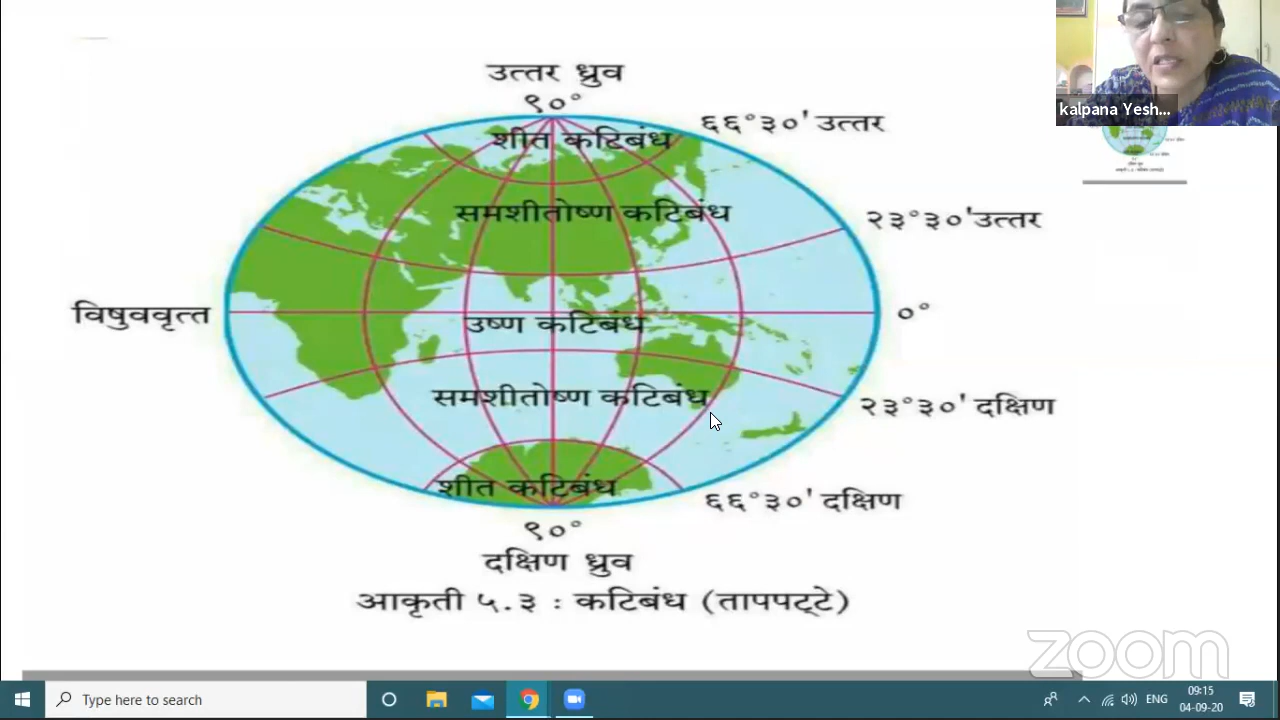 उत्तर ध्रुव
९०°
६६°३०' उत्तर
शीत कटिबंध
समशीतोष्ण कटिबंध
२३°३०' उत्तर
विषुववृत्त
०°
उष्ण कटिबंध
समशीतोष्ण कटिबंध
२३°३०' दक्षिण
शीत कटिबंध
६६°३०' दक्षिण
९०°
दक्षिण ध्रुव
आकृती ५.३ : कटिबंध (तापपट्टे)
kalpana Yesh...
zoom
Type here to search
ENG
09:15
04-09-20